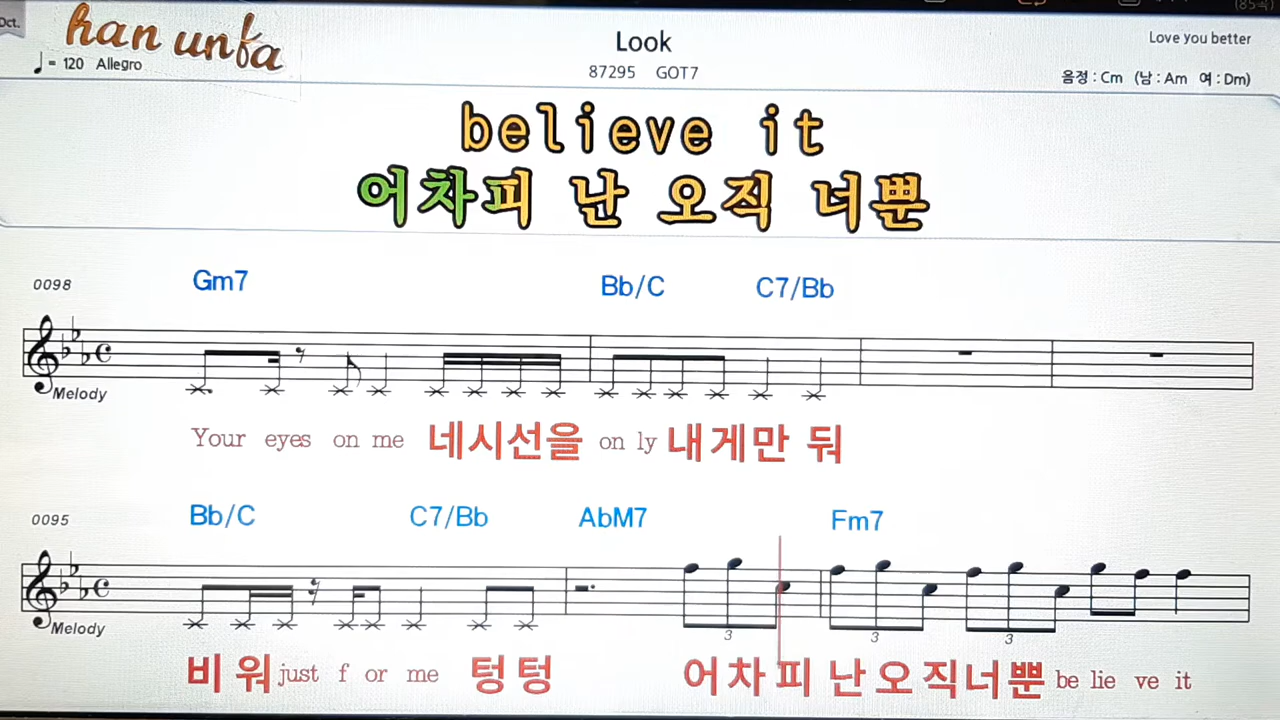 (85곡)
Oct.
han unfa
Look
Love you better
♩ = 120 Allegro
87295 GOT7
음정 : Cm (남 : Am 여 : Dm)
believe it
어차피 난 오직 너뿐
0098
Gm7 Bb/C C7/Bb
Melody
Your eyes on me 네시선을 on ly 내게만 둬
0095
Bb/C C7/Bb AbM7 Fm7
Melody
3 3 3
비워 just f or me 텅텅 어차피 난오직너뿐 be lie ve it